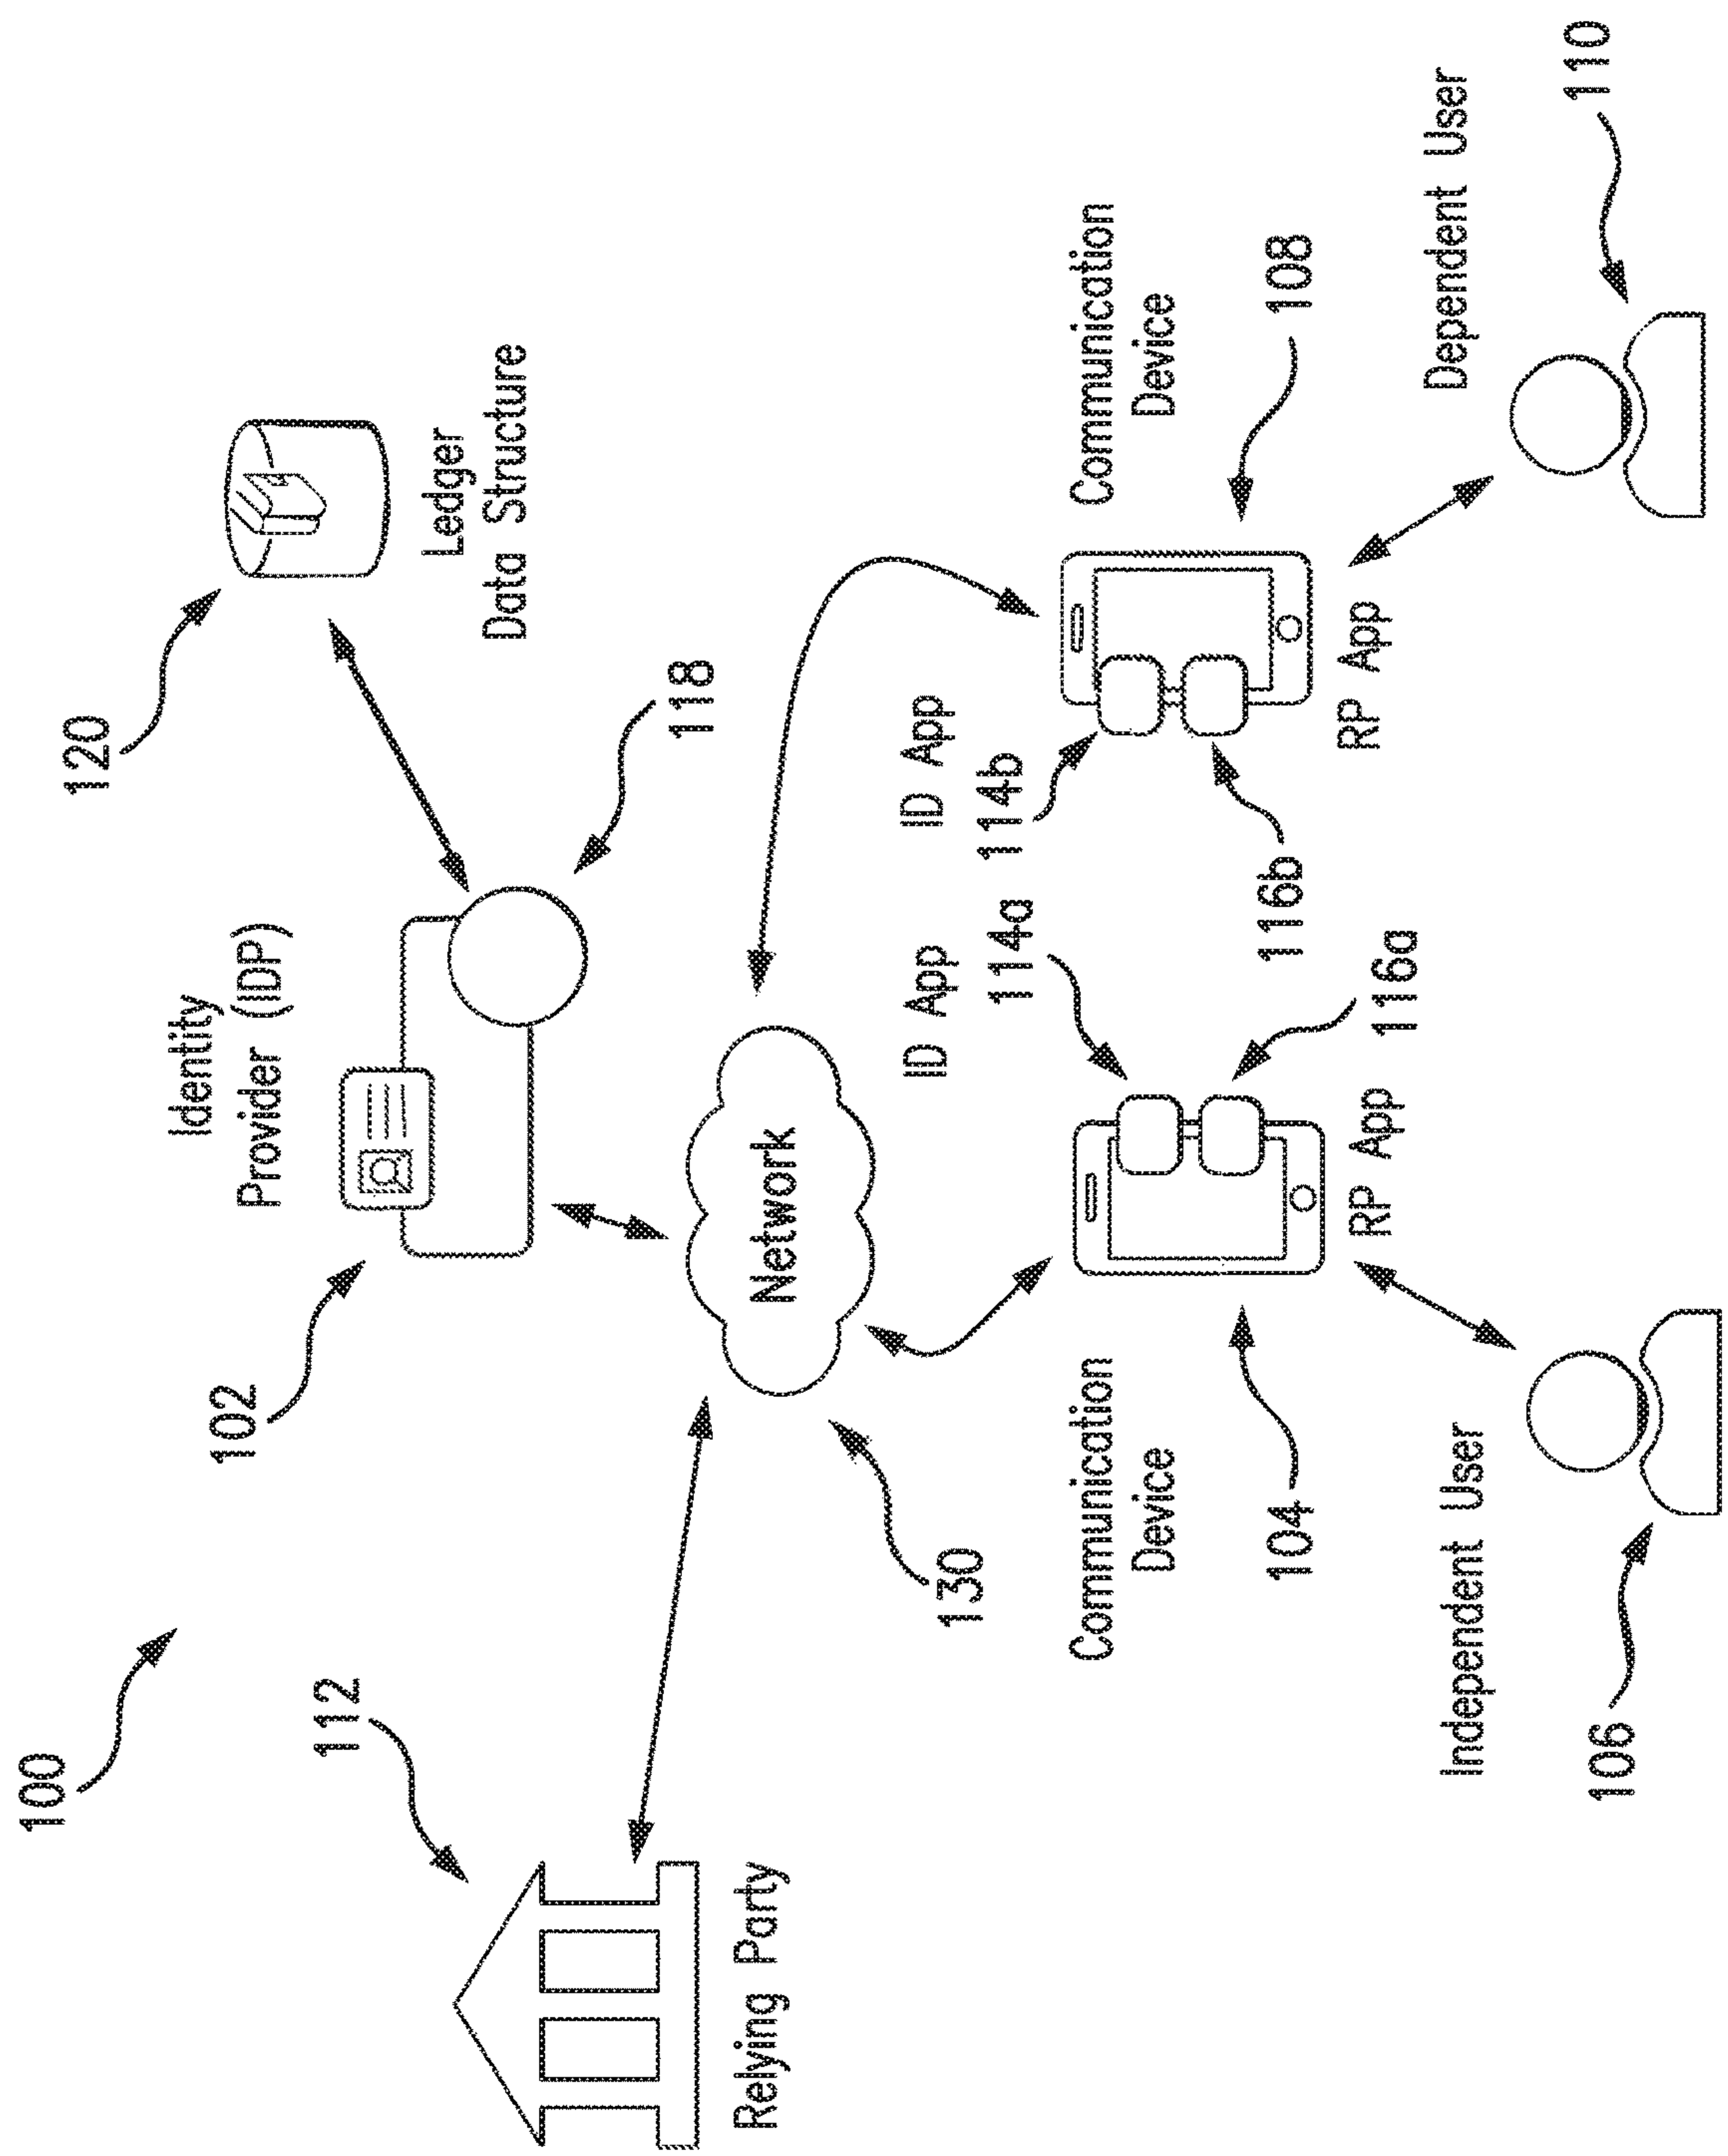 100
112
Relying Party
102
Identity
Provider (IDP)
118
120
Ledger
Data Structure
Network
130
Communication
Device
104
ID App
114a
116a
RP App
Independent User
106
ID App
114b
116b
RP App
Communication
Device
108
Dependent User
110